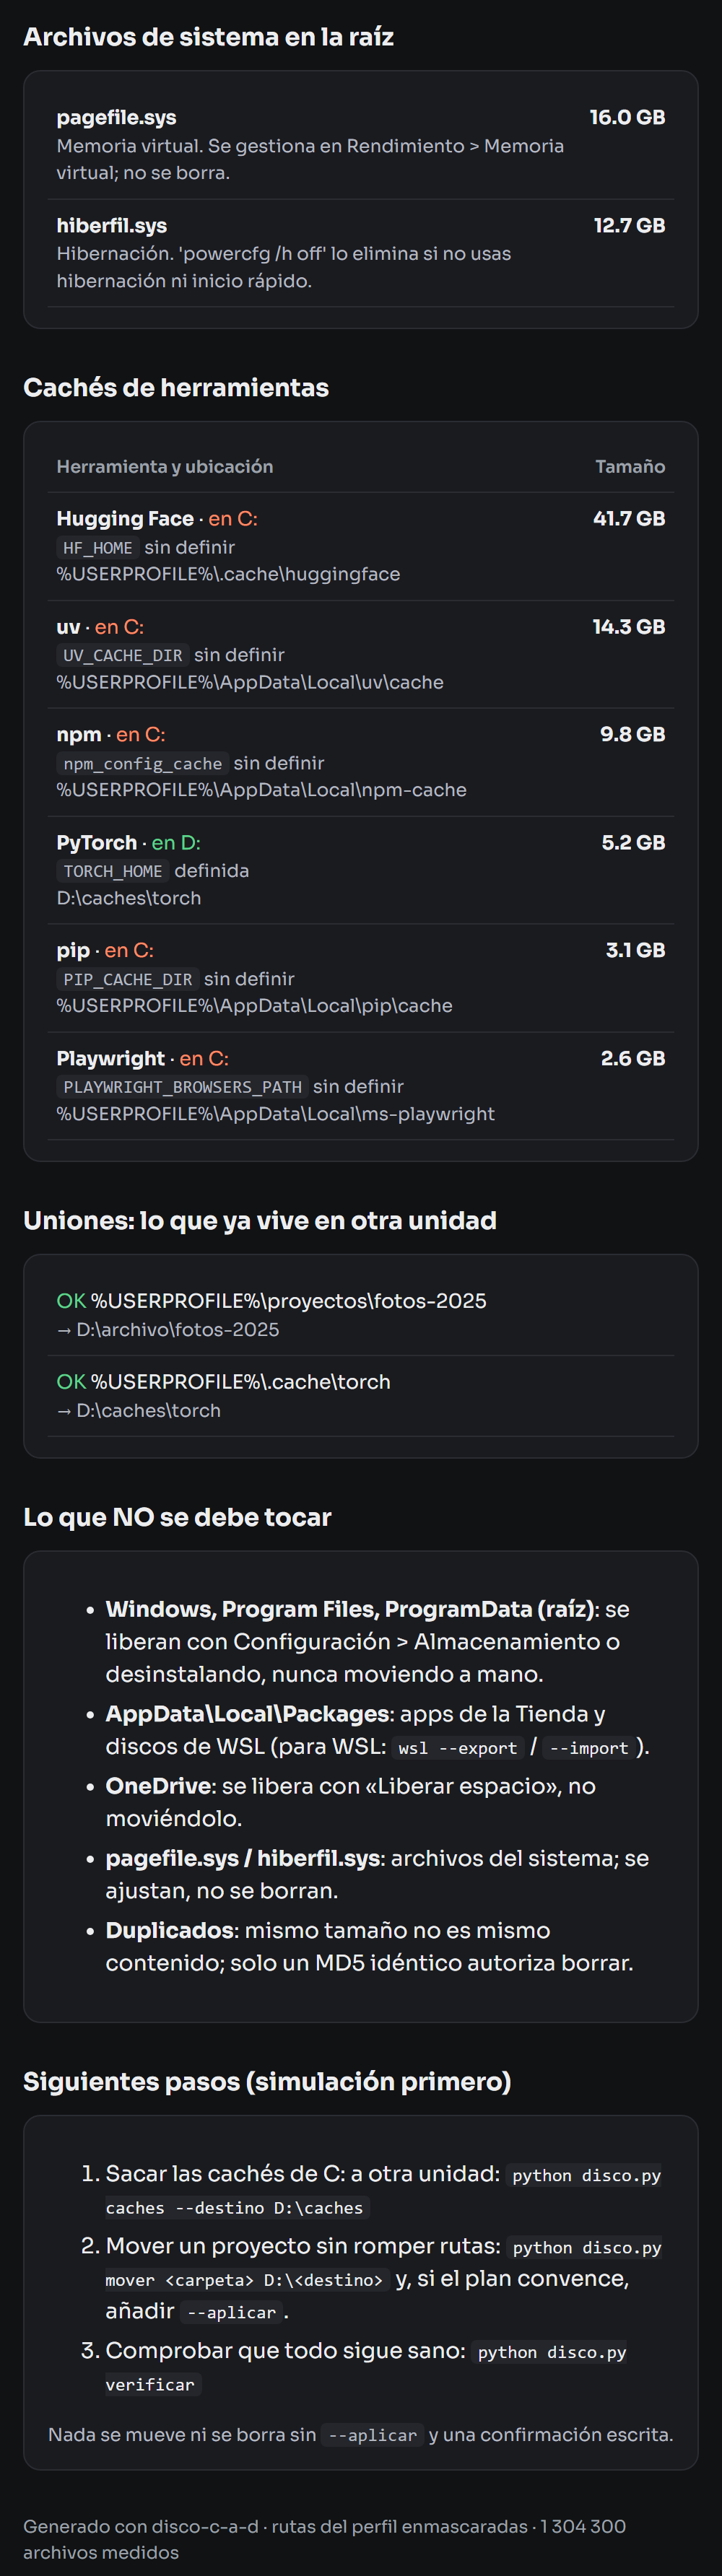 Archivos de sistema en la raíz
pagefile.sys 16.0 GB
Memoria virtual. Se gestiona en Rendimiento > Memoria
virtual; no se borra.
hiberfil.sys 12.7 GB
Hibernación. 'powercfg /h off' lo elimina si no usas
hibernación ni inicio rápido.
Cachés de herramientas
Herramienta y ubicación Tamaño
Hugging Face · en C: 41.7 GB
HF_HOME sin definir
%USERPROFILE%\.cache\huggingface
uv · en C: 14.3 GB
UV_CACHE_DIR sin definir
%USERPROFILE%\AppData\Local\uv\cache
npm · en C: 9.8 GB
npm_config_cache sin definir
%USERPROFILE%\AppData\Local\npm-cache
PyTorch · en D: 5.2 GB
TORCH_HOME definida
D:\caches\torch
pip · en C: 3.1 GB
PIP_CACHE_DIR sin definir
%USERPROFILE%\AppData\Local\pip\cache
Playwright · en C: 2.6 GB
PLAYWRIGHT_BROWSERS_PATH sin definir
%USERPROFILE%\AppData\Local\ms-playwright
Uniones: lo que ya vive en otra unidad
OK %USERPROFILE%\proyectos\fotos-2025
→ D:\archivo\fotos-2025
OK %USERPROFILE%\.cache\torch
→ D:\caches\torch
Lo que NO se debe tocar
• Windows, Program Files, ProgramData (raíz): se
liberan con Configuración > Almacenamiento o
desinstalando, nunca moviendo a mano.
• AppData\Local\Packages: apps de la Tienda y
discos de WSL (para WSL: wsl --export / --import ).
• OneDrive: se libera con «Liberar espacio», no
moviéndolo.
• pagefile.sys / hiberfil.sys: archivos del sistema; se
ajustan, no se borran.
• Duplicados: mismo tamaño no es mismo
contenido; solo un MD5 idéntico autoriza borrar.
Siguientes pasos (simulación primero)
1. Sacar las cachés de C: a otra unidad: python disco.py
caches --destino D:\caches
2. Mover un proyecto sin romper rutas: python disco.py
mover <carpeta> D:\<destino> y, si el plan convence,
añadir --aplicar .
3. Comprobar que todo sigue sano: python disco.py
verificar
Nada se mueve ni se borra sin --aplicar y una confirmación escrita.
Generado con disco-c-a-d · rutas del perfil enmascaradas · 1 304 300
archivos medidos